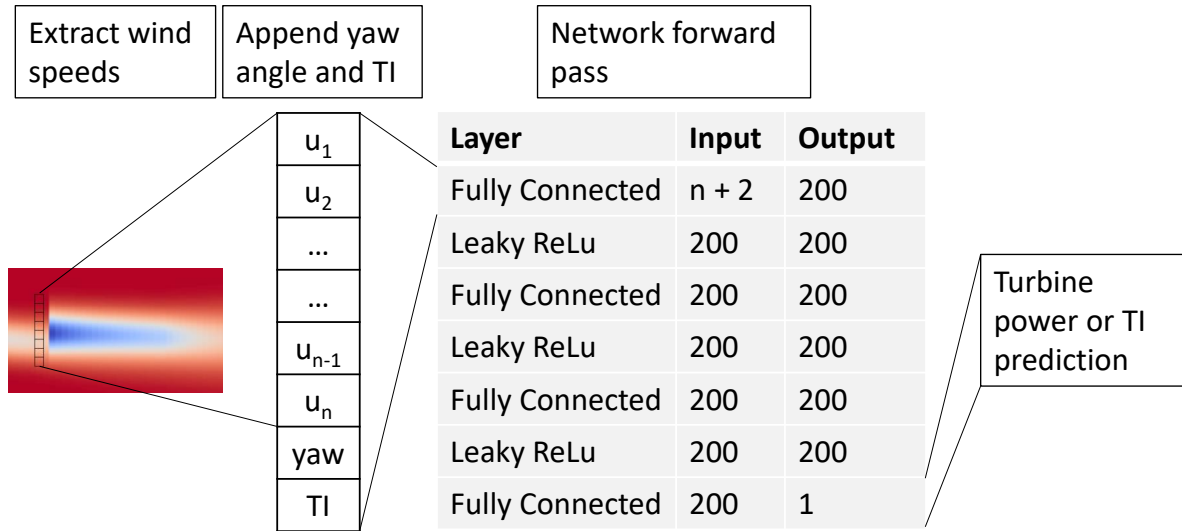 Extract wind
speeds
Append yaw
angle and TI
Network forward
pass
u1
u2
...
...
un-1
un
yaw
TI
Layer Input Output
Fully Connected n + 2 200
Leaky ReLu 200 200
Fully Connected 200 200
Leaky ReLu 200 200
Fully Connected 200 200
Leaky ReLu 200 200
Fully Connected 200 1
Turbine
power or TI
prediction